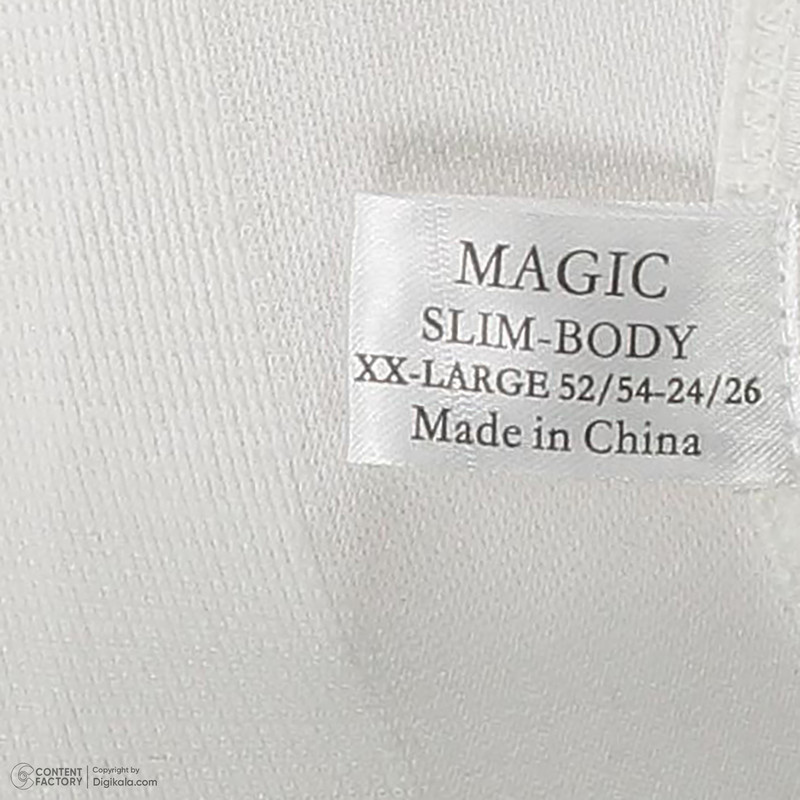 MAGIC
SLIM-BODY
XX-LARGE 52/54-24/26
Made in China
CONTENT FACTORY
Copyright by
Digikala.com